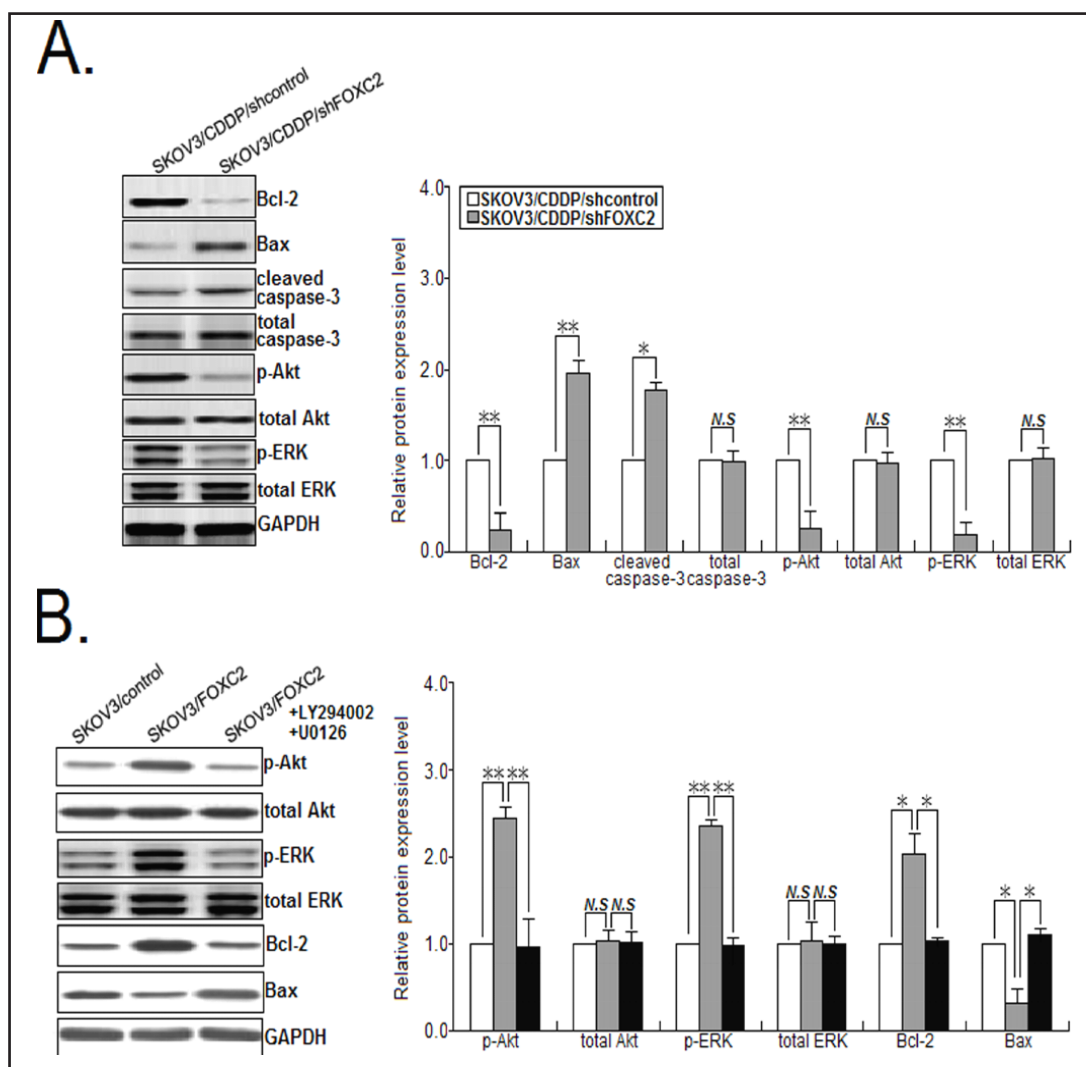 A.
SKOV3/CDDP/shcontrol
SKOV3/CDDP/shFOXC2
Bcl-2
Bax
cleaved
caspase-3
total
caspase-3
p-Akt
total Akt
p-ERK
total ERK
GAPDH
Relative protein expression level
4.0
3.0
2.0
1.0
0.0
SKOV3/CDDP/shcontrol
SKOV3/CDDP/shFOXC2
** ** * N.S ** N.S ** N.S
Bcl-2 Bax cleaved total p-Akt total Akt p-ERK total ERK
caspase-3 caspase-3
B.
SKOV3/control
SKOV3/FOXC2
SKOV3/FOXC2
+LY294002
+U0126
p-Akt
total Akt
p-ERK
total ERK
Bcl-2
Bax
GAPDH
Relative protein expression level
4.0
3.0
2.0
1.0
0.0
** ** N.S N.S ** ** N.S N.S * * * *
p-Akt total Akt p-ERK total ERK Bcl-2 Bax